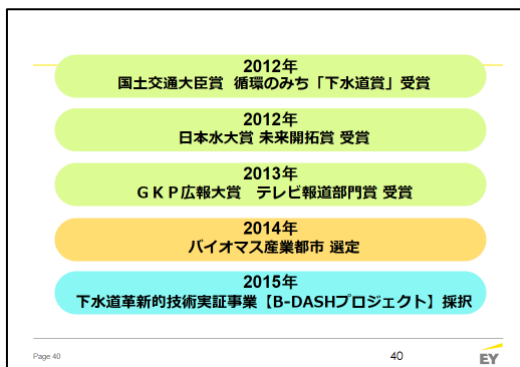 2012年
国土交通大臣賞 循環のみち「下水道賞」受賞
2012年
日本水大賞 未来開拓賞 受賞
2013年
ＧＫＰ広報大賞　テレビ報道部門賞 受賞
2014年
バイオマス産業都市 選定
2015年
下水道革新的技術実証事業【B-DASHプロジェクト】採択
Page 40
40
EY